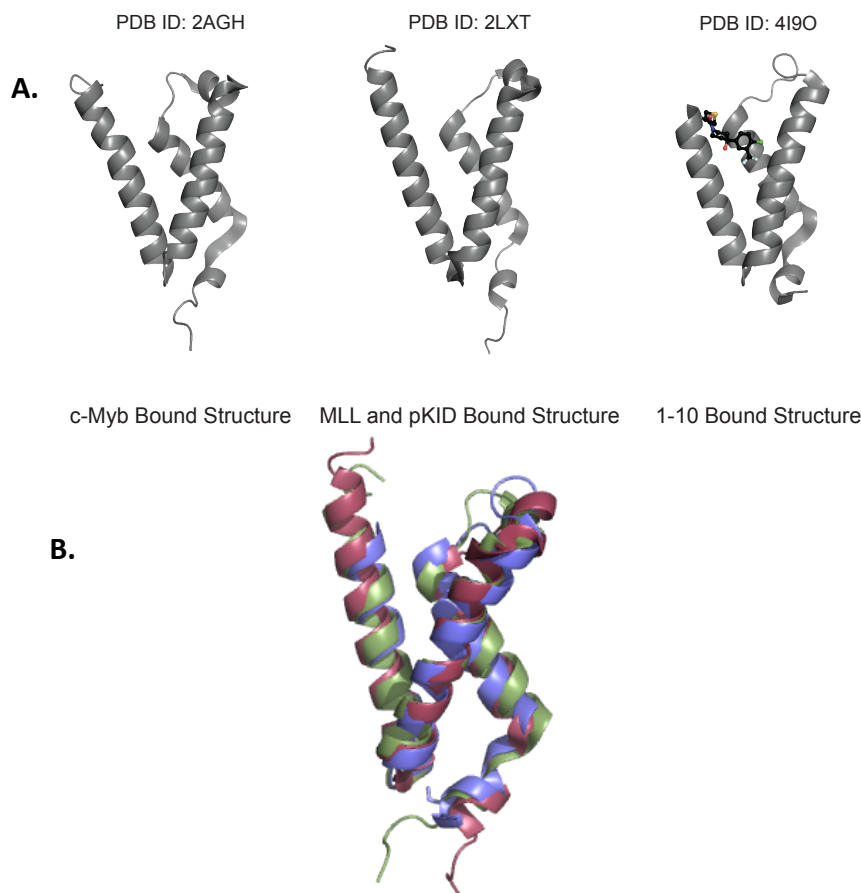 PDB ID: 2AGH PDB ID: 2LXT PDB ID: 4I9O
A.
c-Myb Bound Structure MLL and pKID Bound Structure 1-10 Bound Structure
B.